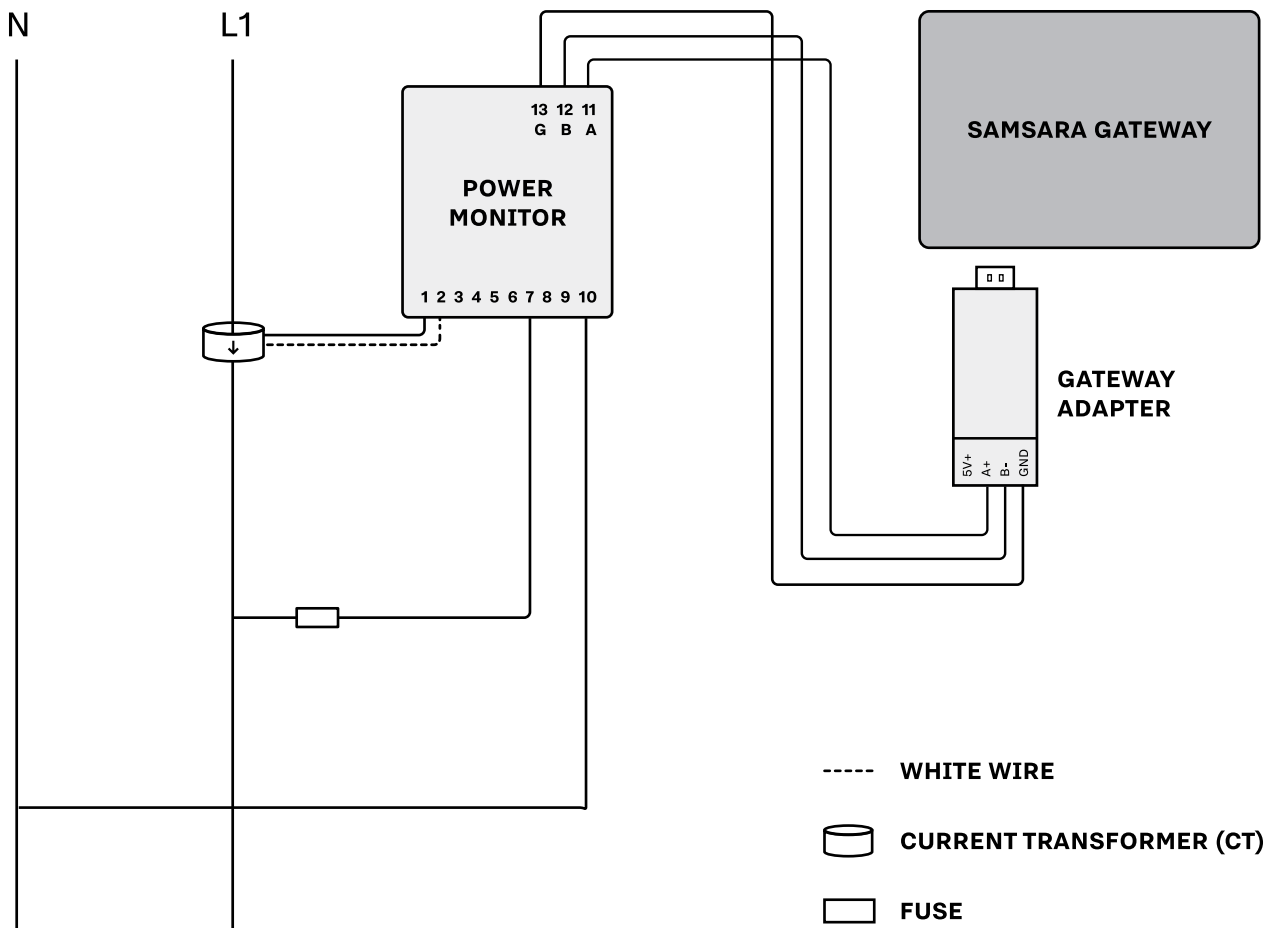 N L1
13 12 11
G B A
POWER
MONITOR
1 2 3 4 5 6 7 8 9 10
SAMSARA GATEWAY
GATEWAY
ADAPTER
5V+
A+
B-
GND
WHITE WIRE
CURRENT TRANSFORMER (CT)
FUSE